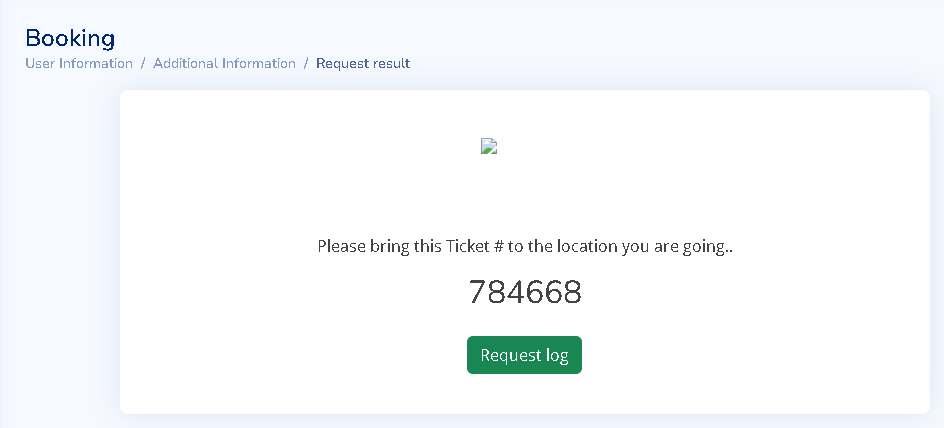 Booking
User Information / Additional Information / Request result
Please bring this Ticket # to the location you are going..
784668
Request log